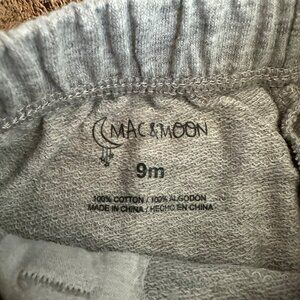 MAC & MOON
9m
100% COTTON / 100% ALGODON
MADE IN CHINA / HECHO EN CHINA